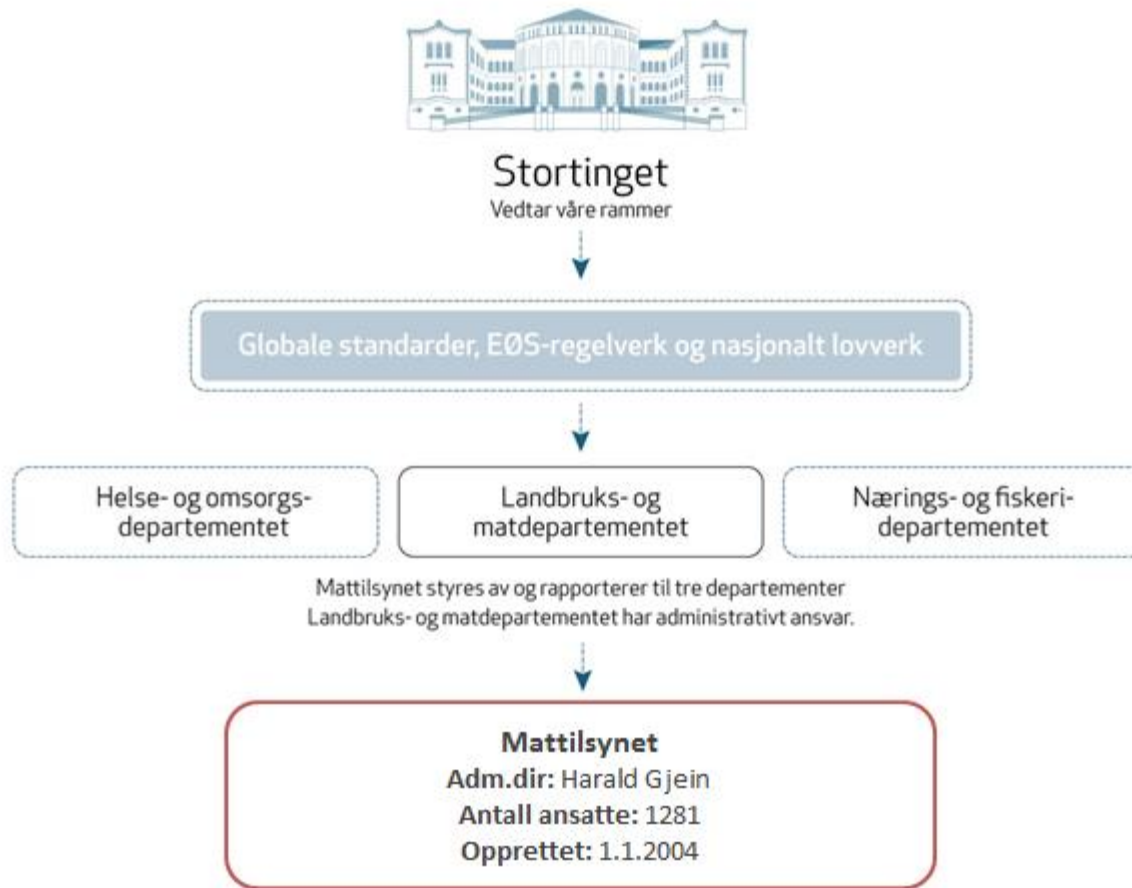 Stortinget
Vedtar våre rammer
Globale standarder, EØS-regelverk og nasjonalt lovverk
Helse- og omsorgs-
departementet
Landbruks- og
matdepartementet
Nærings- og fiskeri-
departementet
Mattilsynet styres av og rapporterer til tre departementer
Landbruks- og matdepartementet har administrativt ansvar.
Mattilsynet
Adm.dir: Harald Gjein
Antall ansatte: 1281
Opprettet: 1.1.2004